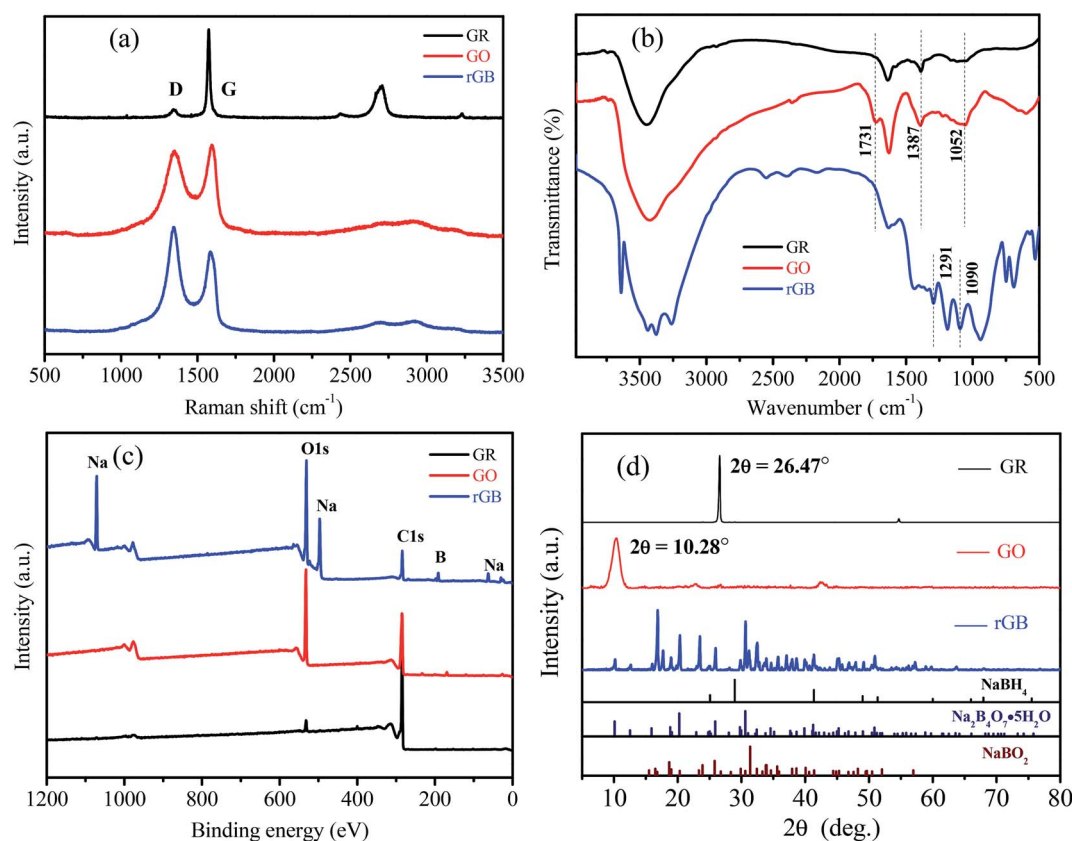 (a)
GR
GO
rGB
D
G
Intensity (a.u.)
500
1000
1500
2000
2500
3000
3500
Raman shift (cm⁻¹)
(b)
1731
1387
1052
GR
GO
rGB
1291
1090
Transmittance (%)
3500
3000
2500
2000
1500
1000
500
Wavenumber ( cm⁻¹)
(c)
Na
O1s
Na
C1s
B
Na
GR
GO
rGB
Intensity (a.u.)
1200
1000
800
600
400
200
0
Binding energy (eV)
(d)
2θ = 26.47°
GR
2θ = 10.28°
GO
rGB
NaBH₄
Na₂B₄O₇•5H₂O
NaBO₂
Intensity (a.u.)
10
20
30
40
50
60
70
80
2θ (deg.)